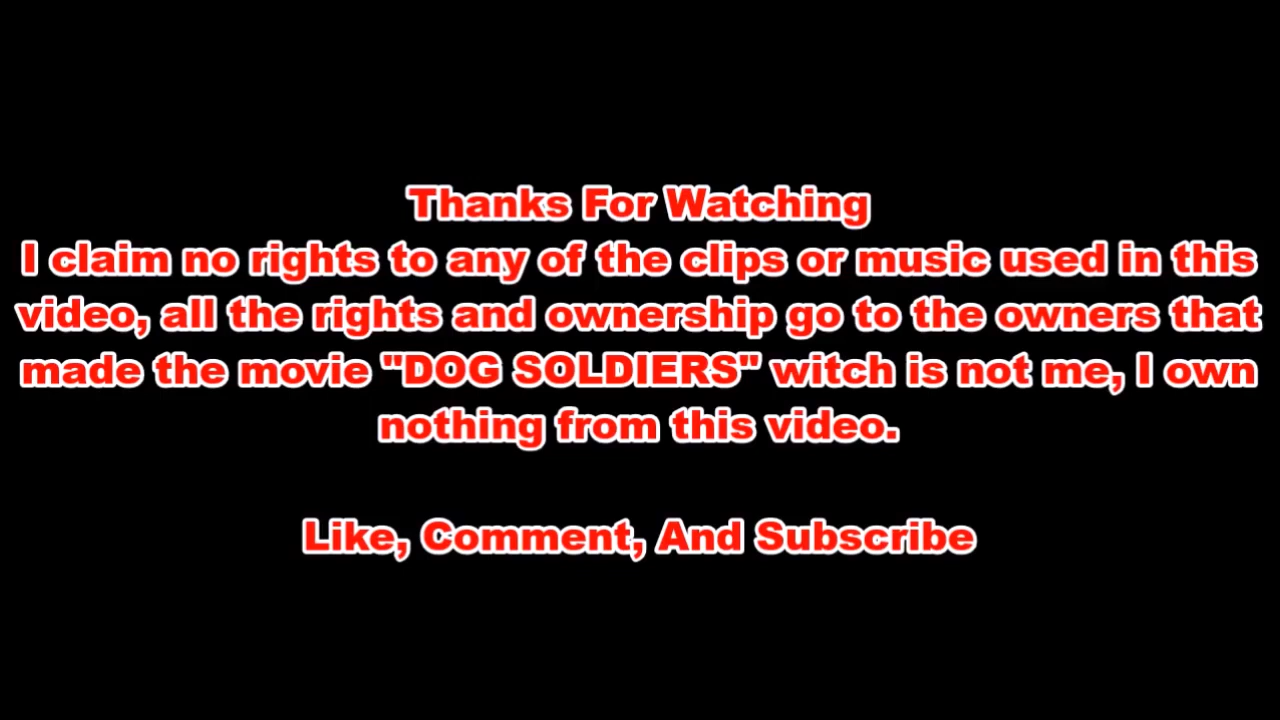 Thanks For Watching
I claim no rights to any of the clips or music used in this
video, all the rights and ownership go to the owners that
made the movie "DOG SOLDIERS" witch is not me, I own
nothing from this video.
Like, Comment, And Subscribe